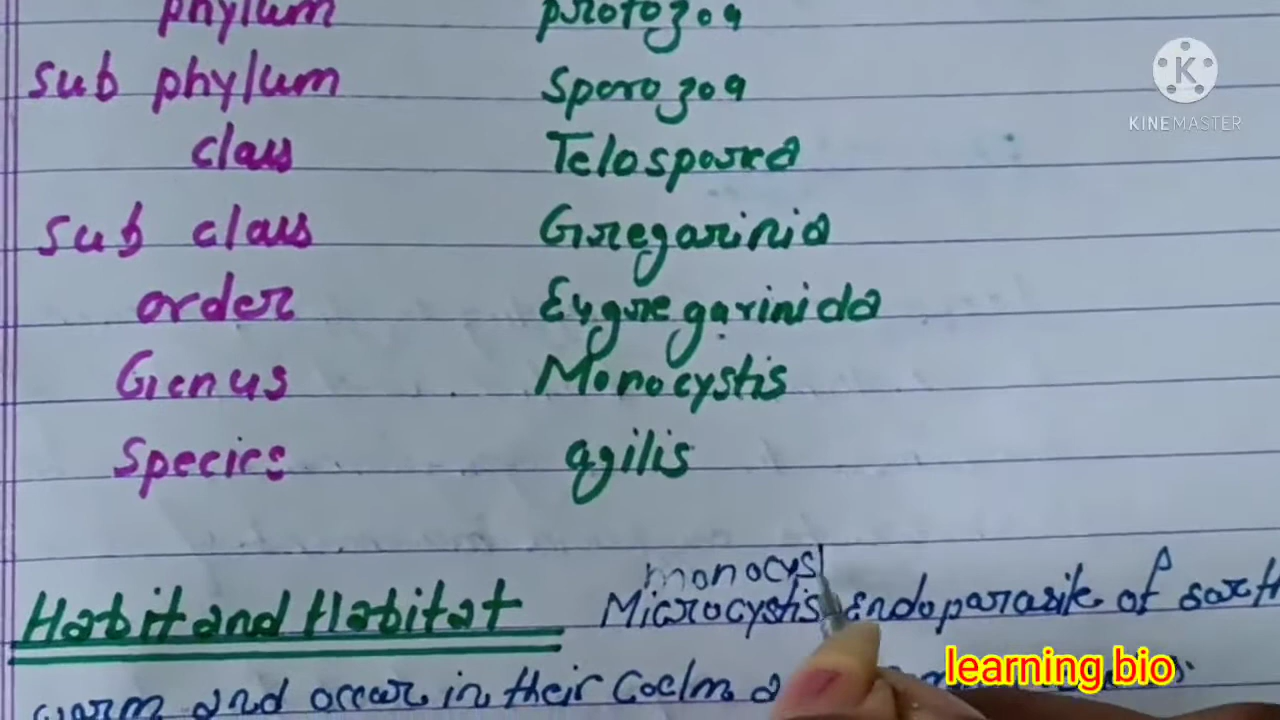 phylum protozoa
Sub phylum Sporozoa
class Telosporea
Sub class Gregarinia
order Eugregarinida
Genus Monocystis
Species agilis
monocys
Habit and Habitat Microcystis Endoparasite of earth
worm and occur in their Coelm
K
KINEMASTER
learning bio